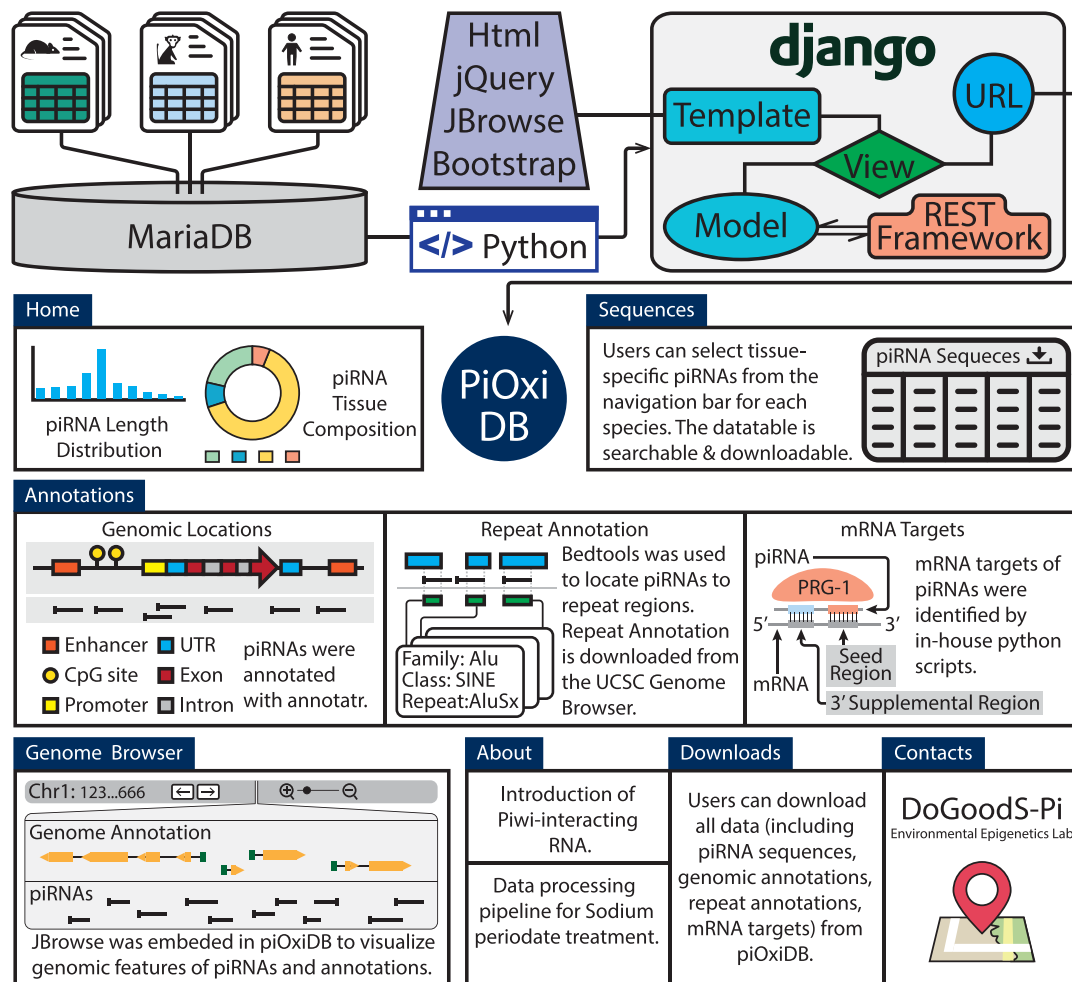 Html
jQuery
JBrowse
Bootstrap
django
Template
URL
View
Model
REST
Framework
MariaDB
</> Python
Home
piRNA Length
Distribution
piRNA
Tissue
Composition
PiOxi
DB
Sequences
Users can select tissue-
specific piRNAs from the
navigation bar for each
species. The datatable is
searchable & downloadable.
piRNA Sequeces
Annotations
Genomic Locations
Enhancer
UTR
CpG site
Exon
Promoter
Intron
piRNAs were
annotated
with annotatr.
Repeat Annotation
Bedtools was used
to locate piRNAs to
repeat regions.
Repeat Annotation
is downloaded from
the UCSC Genome
Browser.
Family: Alu
Class: SINE
Repeat:AluSx
mRNA Targets
piRNA
PRG-1
5’
3’
Seed
Region
mRNA
3’ Supplemental Region
mRNA targets of
piRNAs were
identified by
in-house python
scripts.
Genome Browser
Chr1: 123...666
Genome Annotation
piRNAs
JBrowse was embeded in piOxiDB to visualize
genomic features of piRNAs and annotations.
About
Introduction of
Piwi-interacting
RNA.
Data processing
pipeline for Sodium
periodate treatment.
Downloads
Users can download
all data (including
piRNA sequences,
genomic annotations,
repeat annotations,
mRNA targets) from
piOxiDB.
Contacts
DoGoodS-Pi
Environmental Epigenetics Lab